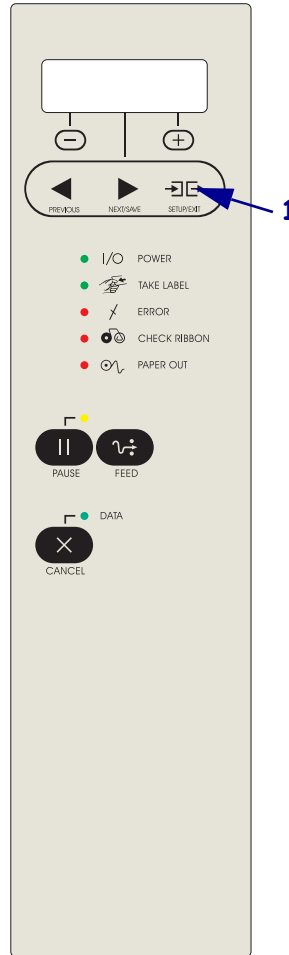 − +
PREVIOUS NEXT/SAVE SETUP/EXIT
1
I/O POWER
TAKE LABEL
ERROR
CHECK RIBBON
PAPER OUT
PAUSE FEED
DATA
CANCEL